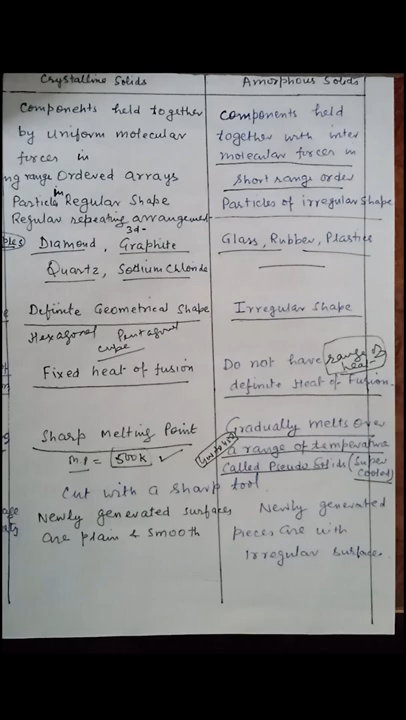 Crystalline Solids
Amorphous Solids
Components held together
by uniform molecular
forces in
ng range Ordered arrays
Particle in Regular Shape
Regular repeating arrangement
3d-
Components held
together with inter
molecular forces in
Short range order
Particles of irregular shape
ples
Diamond, Graphite
Quartz, Sodium Chloride
Glass, Rubber, Plastics
Definite Geometrical Shape
Hexagonal Pentagonal
cube
Irregular Shape
Fixed heat of fusion
Do not have range of
heat
definite Heat of Fusion.
Sharp Melting Point
M.P = 500K ✓
Gradually melts over
a range of temperature
Called Pseudo Solids (Super
Cooled)
Cut with a sharp tool
Newly generated surfaces
are plain & smooth
Newly generated
pieces are with
Irregular surface.